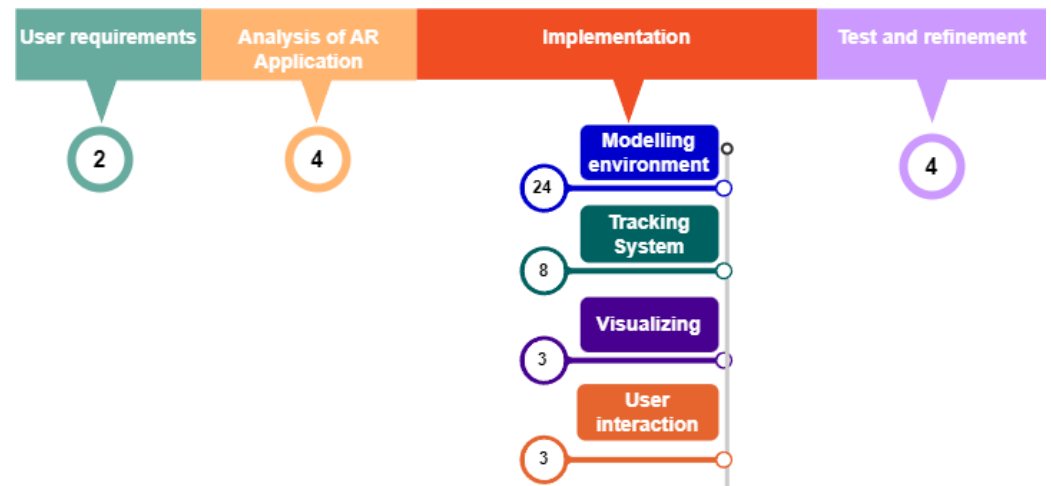 User requirements
Analysis of AR
Application
Implementation
Test and refinement
2
4
4
Modelling
environment
24
Tracking
System
8
Visualizing
3
User
interaction
3